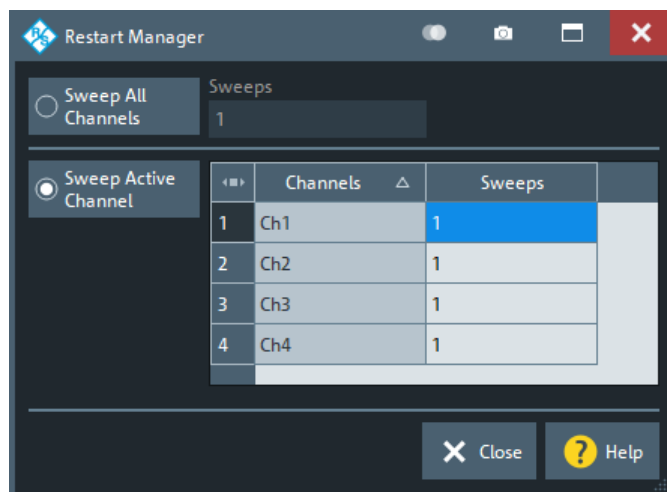 R&S Restart Manager
Sweep All
Channels
Sweeps
1
Sweep Active
Channel
Channels Sweeps
1 Ch1 1
2 Ch2 1
3 Ch3 1
4 Ch4 1
Close
? Help